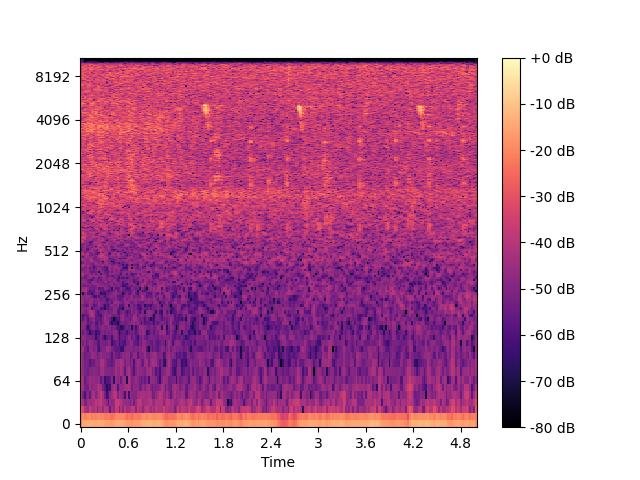 8192
4096
2048
1024
512
256
128
64
0
Hz
0 0.6 1.2 1.8 2.4 3 3.6 4.2 4.8
Time
+0 dB
-10 dB
-20 dB
-30 dB
-40 dB
-50 dB
-60 dB
-70 dB
-80 dB